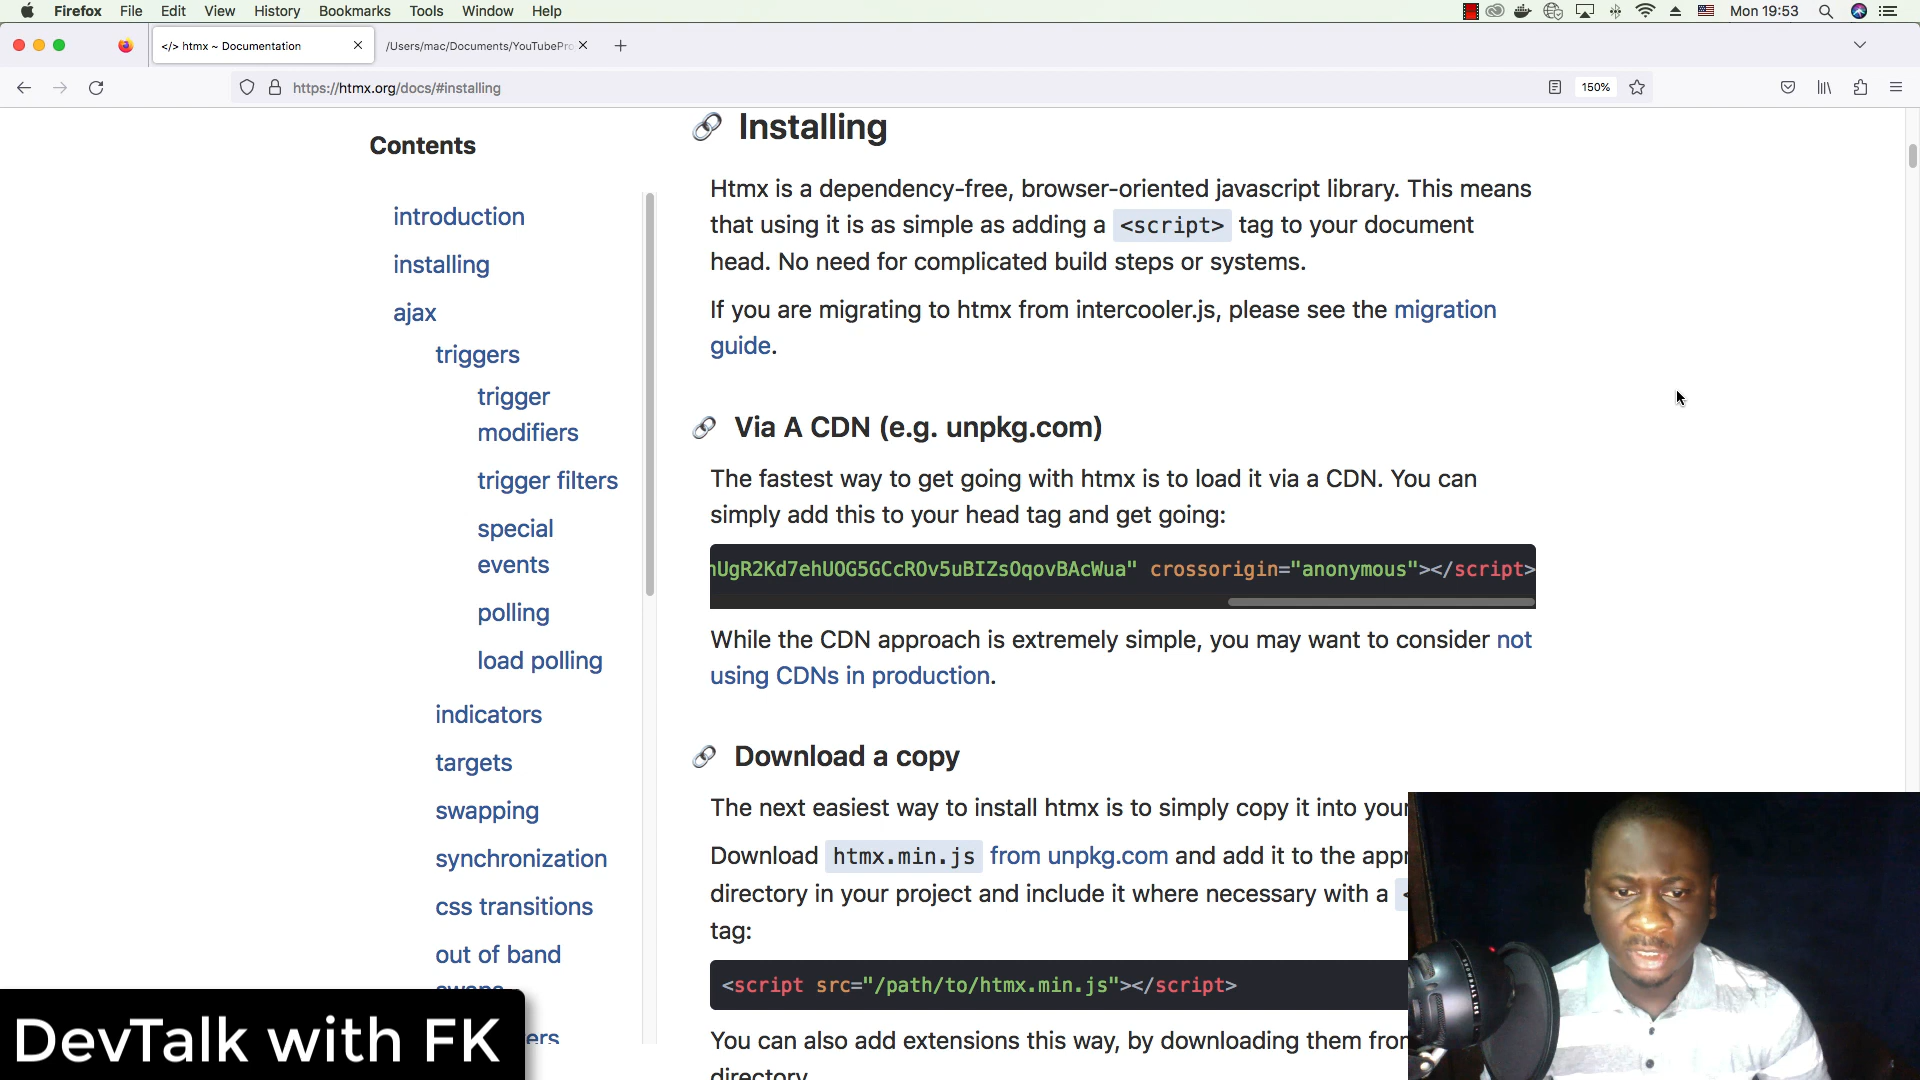 Firefox File Edit View History Bookmarks Tools Window Help Mon 19:53
</> htmx ~ Documentation
/Users/mac/Documents/YouTubePro
https://htmx.org/docs/#installing 150%
Contents
introduction
installing
ajax
triggers
trigger
modifiers
trigger filters
special
events
polling
load polling
indicators
targets
swapping
synchronization
css transitions
out of band
swaps
Installing
Htmx is a dependency-free, browser-oriented javascript library. This means
that using it is as simple as adding a <script> tag to your document
head. No need for complicated build steps or systems.
If you are migrating to htmx from intercooler.js, please see the migration
guide.
Via A CDN (e.g. unpkg.com)
The fastest way to get going with htmx is to load it via a CDN. You can
simply add this to your head tag and get going:
UgR2Kd7ehUOG5GCcROv5uBIZsOqovBAcWua" crossorigin="anonymous"></script>
While the CDN approach is extremely simple, you may want to consider not
using CDNs in production.
Download a copy
The next easiest way to install htmx is to simply copy it into your
Download htmx.min.js from unpkg.com and add it to the appr
directory in your project and include it where necessary with a <
tag:
<script src="/path/to/htmx.min.js"></script>
You can also add extensions this way, by downloading them from
directory
DevTalk with FK
ers